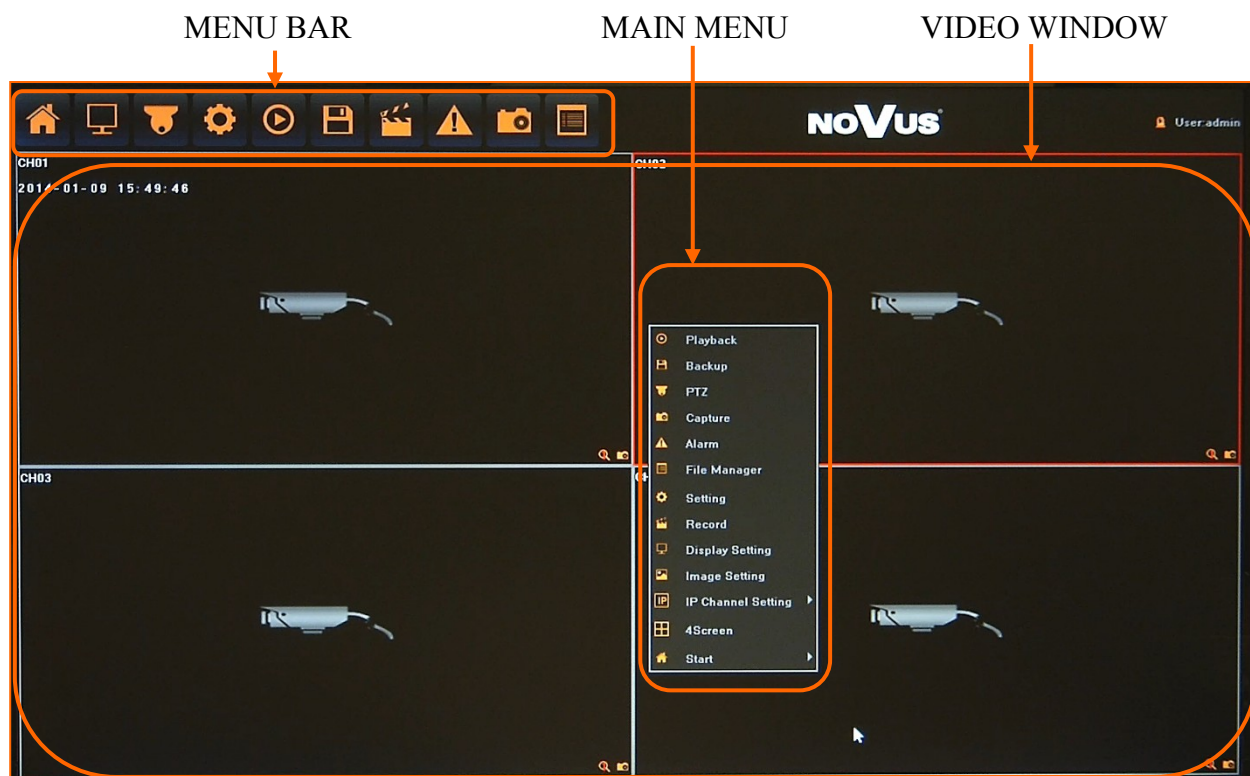 MENU BAR MAIN MENU VIDEO WINDOW
NOVUS User:admin
CH01 CH02
2014-01-09 15:49:46
Playback
Backup
PTZ
Capture
Alarm
File Manager
CH03
Setting
Record
Display Setting
Image Setting
IP IP Channel Setting
4Screen
Start